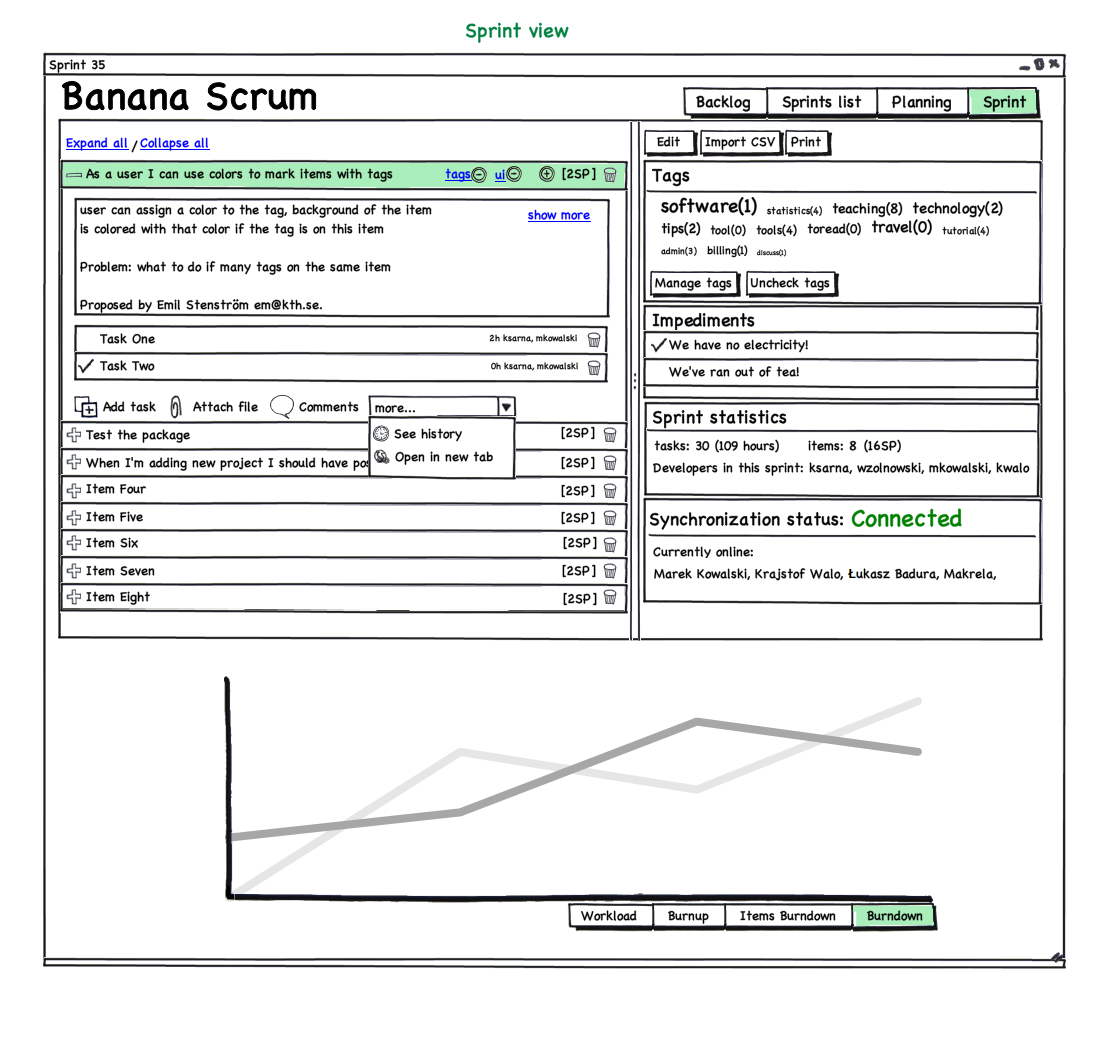 Sprint view
Sprint 35
Banana Scrum
Backlog Sprints list Planning Sprint
Expand all / Collapse all
As a user I can use colors to mark items with tags tags ui [2SP]
user can assign a color to the tag, background of the item
show more
is colored with that color if the tag is on this item
Problem: what to do if many tags on the same item
Proposed by Emil Stenström em@kth.se.
Task One 2h ksarna, mkowalski
Task Two 0h ksarna, mkowalski
Add task Attach file Comments more...
See history
Open in new tab
Test the package [2SP]
When I'm adding new project I should have pos [2SP]
Item Four [2SP]
Item Five [2SP]
Item Six [2SP]
Item Seven [2SP]
Item Eight [2SP]
Edit Import CSV Print
Tags
software(1) statistics(4) teaching(8) technology(2)
tips(2) tool(0) tools(4) toread(0) travel(0) tutorial(4)
admin(3) billing(1) discuss(1)
Manage tags Uncheck tags
Impediments
We have no electricity!
We've ran out of tea!
Sprint statistics
tasks: 30 (109 hours) items: 8 (16SP)
Developers in this sprint: ksarna, wzolnowski, mkowalski, kwalo
Synchronization status: Connected
Currently online:
Marek Kowalski, Krajstof Walo, Łukasz Badura, Makrela,
Workload Burnup Items Burndown Burndown